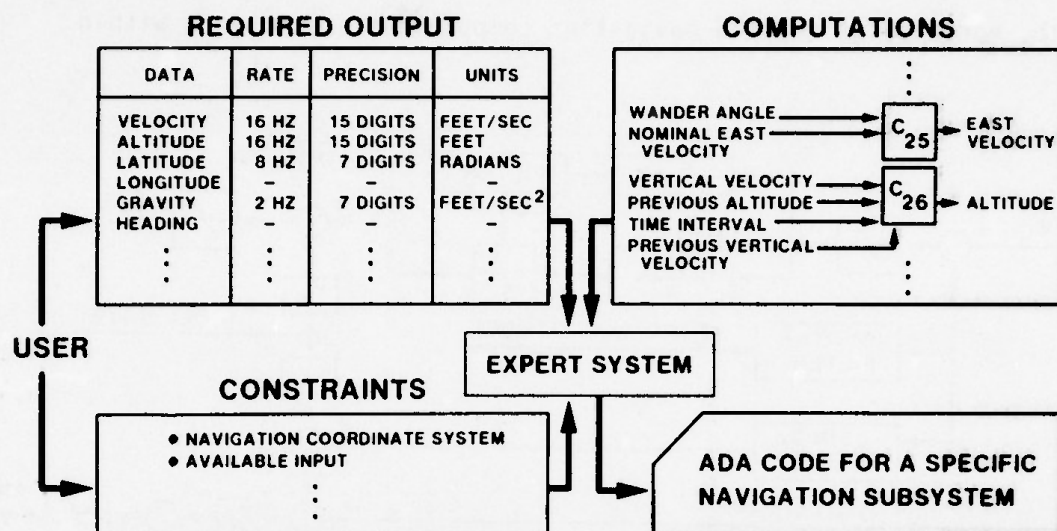 REQUIRED OUTPUT
DATA RATE PRECISION UNITS
VELOCITY 16 HZ 15 DIGITS FEET/SEC
ALTITUDE 16 HZ 15 DIGITS FEET
LATITUDE 8 HZ 7 DIGITS RADIANS
LONGITUDE – – –
GRAVITY 2 HZ 7 DIGITS FEET/SEC²
HEADING – – –
COMPUTATIONS
WANDER ANGLE
NOMINAL EAST
VELOCITY
C25
EAST
VELOCITY
VERTICAL VELOCITY
PREVIOUS ALTITUDE
TIME INTERVAL
PREVIOUS VERTICAL
VELOCITY
C26
ALTITUDE
USER
EXPERT SYSTEM
CONSTRAINTS
• NAVIGATION COORDINATE SYSTEM
• AVAILABLE INPUT
ADA CODE FOR A SPECIFIC
NAVIGATION SUBSYSTEM